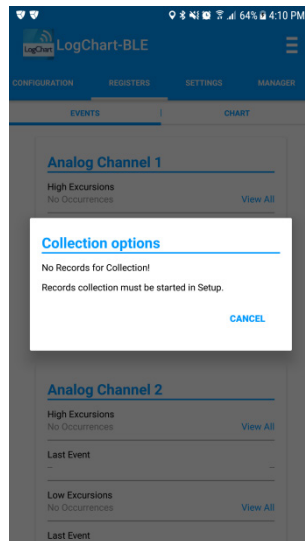 64% 4:10 PM
LogChart LogChart-BLE
CONFIGURATION REGISTERS SETTINGS MANAGER
EVENTS CHART
Analog Channel 1
High Excursions
No Occurrences View All
Collection options
No Records for Collection!
Records collection must be started in Setup.
CANCEL
Analog Channel 2
High Excursions
No Occurrences View All
Last Event
-- --
Low Excursions
No Occurrences View All
Last Event